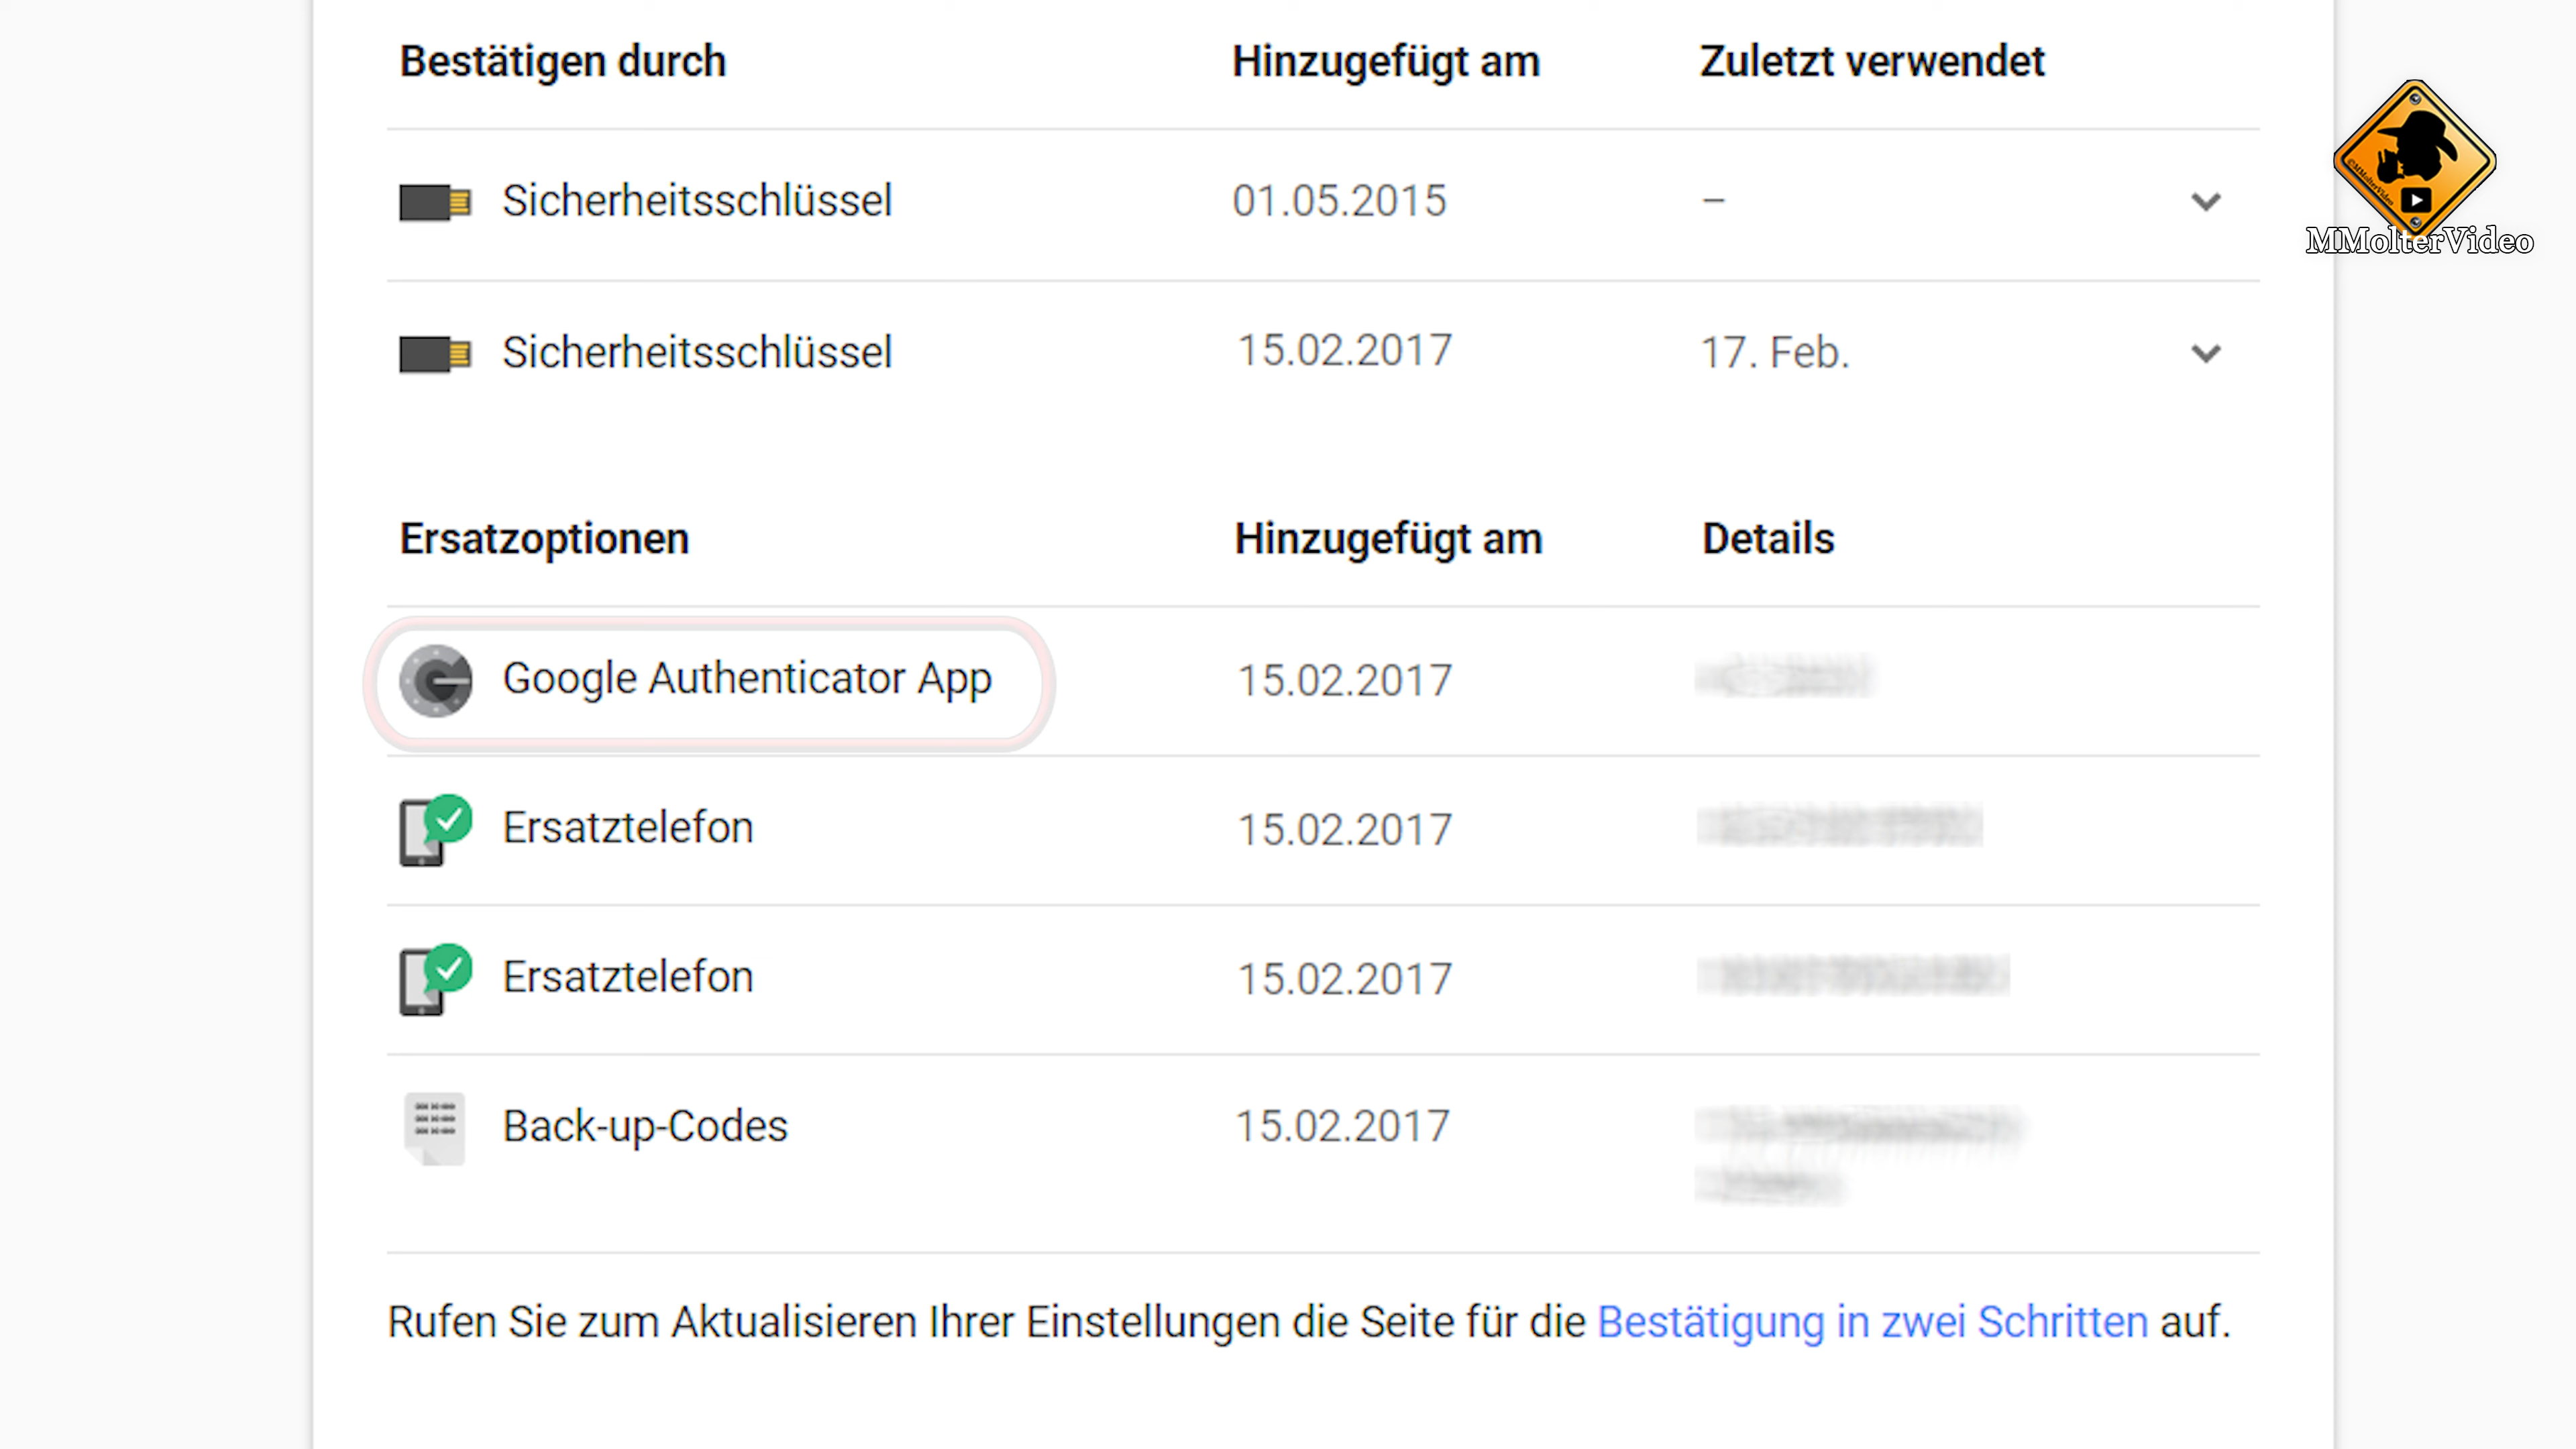 Bestätigen durch Hinzugefügt am Zuletzt verwendet
Sicherheitsschlüssel 01.05.2015 –
MMolterVideo
Sicherheitsschlüssel 15.02.2017 17. Feb.
Ersatzoptionen Hinzugefügt am Details
Google Authenticator App 15.02.2017
Ersatztelefon 15.02.2017
Ersatztelefon 15.02.2017
Back-up-Codes 15.02.2017
Rufen Sie zum Aktualisieren Ihrer Einstellungen die Seite für die Bestätigung in zwei Schritten auf.